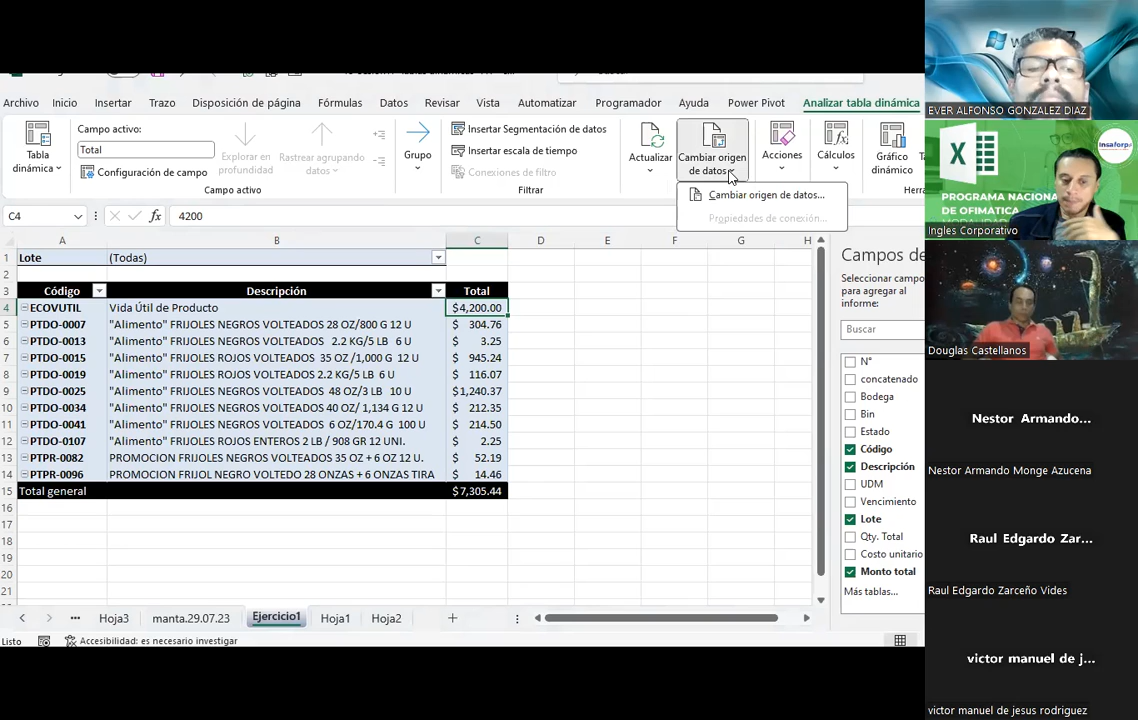 Archivo Inicio Insertar Trazo Disposición de página Fórmulas Datos Revisar Vista Automatizar Programador Ayuda Power Pivot Analizar tabla dinámica
Tabla dinámica
Campo activo:
Total
Configuración de campo
Campo activo
Explorar en profundidad
Rastrear agrupando datos
Grupo
Insertar Segmentación de datos
Insertar escala de tiempo
Conexiones de filtro
Filtrar
Actualizar
Cambiar origen de datos
Cambiar origen de datos...
Propiedades de conexión...
Acciones
Cálculos
Gráfico dinámico
Herra
C4
fx
4200
A B C D E F G H
1 Lote (Todas)
2
3 Código Descripción Total
4 ECOVUTIL Vida Útil de Producto $4,200.00
5 PTDO-0007 "Alimento" FRIJOLES NEGROS VOLTEADOS 28 OZ/800 G 12 U $ 304.76
6 PTDO-0013 "Alimento" FRIJOLES NEGROS VOLTEADOS 2.2 KG/5 LB 6 U $ 3.25
7 PTDO-0015 "Alimento" FRIJOLES ROJOS VOLTEADOS 35 OZ /1,000 G 12 U $ 945.24
8 PTDO-0019 "Alimento" FRIJOLES ROJOS VOLTEADOS 2.2 KG/5 LB 6 U $ 116.07
9 PTDO-0025 "Alimento" FRIJOLES NEGROS VOLTEADOS 48 OZ/3 LB 10 U $1,240.37
10 PTDO-0034 "Alimento" FRIJOLES NEGROS VOLTEADOS 40 OZ/ 1,134 G 12 U $ 212.35
11 PTDO-0041 "Alimento" FRIJOLES NEGROS VOLTEADOS 6 OZ/170.4 G 100 U $ 214.50
12 PTDO-0107 "Alimento" FRIJOLES ROJOS ENTEROS 2 LB / 908 GR 12 UNI. $ 2.25
13 PTPR-0082 PROMOCION FRIJOLES NEGROS VOLTEADOS 35 OZ + 6 OZ 12 U. $ 52.19
14 PTPR-0096 PROMOCION FRIJOL NEGRO VOLTEDO 28 ONZAS + 6 ONZAS TIRA $ 14.46
15 Total general $7,305.44
16
17
18
19
20
21
Campos de
Seleccionar campo
para agregar al
informe:
Buscar
N°
concatenado
Bodega
Bin
Estado
Código
Descripción
UDM
Vencimiento
Lote
Qty. Total
Costo unitario
Monto total
Más tablas...
Hoja3 manta.29.07.23 Ejercicio1 Hoja1 Hoja2
Listo Accesibilidad: es necesario investigar
EVER ALFONSO GONZALEZ DIAZ
insaforp
PROGRAMA NACIONAL
DE OFIMATICA
Ingles Corporativo
Douglas Castellanos
Nestor Armando...
Nestor Armando Monge Azucena
Raul Edgardo Zar...
Raul Edgardo Zarceño Vides
victor manuel de j...
victor manuel de jesus rodriguez